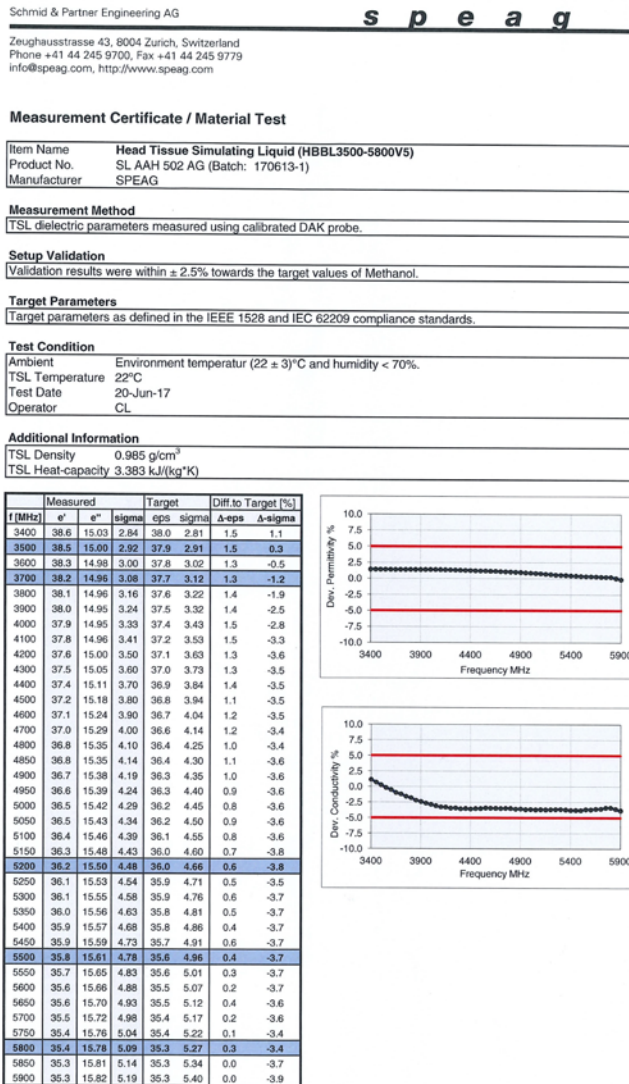 Schmid & Partner Engineering AG
s p e a g
Zeughausstrasse 43, 8004 Zurich, Switzerland
Phone +41 44 245 9700, Fax +41 44 245 9779
info@speag.com, http://www.speag.com
Measurement Certificate / Material Test
Item Name Head Tissue Simulating Liquid (HBBL3500-5800V5)
Product No. SL AAH 502 AG (Batch: 170613-1)
Manufacturer SPEAG
Measurement Method
TSL dielectric parameters measured using calibrated DAK probe.
Setup Validation
Validation results were within ± 2.5% towards the target values of Methanol.
Target Parameters
Target parameters as defined in the IEEE 1528 and IEC 62209 compliance standards.
Test Condition
Ambient Environment temperatur (22 ± 3)°C and humidity < 70%.
TSL Temperature 22°C
Test Date 20-Jun-17
Operator CL
Additional Information
TSL Density 0.985 g/cm³
TSL Heat-capacity 3.383 kJ/(kg*K)
Measured Target Diff.to Target [%]
f [MHz] e' e" sigma eps sigma Δ-eps Δ-sigma
3400 38.6 15.03 2.84 38.0 2.81 1.5 1.1
3500 38.5 15.00 2.92 37.9 2.91 1.5 0.3
3600 38.3 14.98 3.00 37.8 3.02 1.3 -0.5
3700 38.2 14.96 3.08 37.7 3.12 1.3 -1.2
3800 38.1 14.96 3.16 37.6 3.22 1.4 -1.9
3900 38.0 14.95 3.24 37.5 3.32 1.4 -2.5
4000 37.9 14.95 3.33 37.4 3.43 1.5 -2.8
4100 37.8 14.96 3.41 37.2 3.53 1.5 -3.3
4200 37.6 15.00 3.50 37.1 3.63 1.3 -3.6
4300 37.5 15.05 3.60 37.0 3.73 1.3 -3.5
4400 37.4 15.11 3.70 36.9 3.84 1.4 -3.5
4500 37.2 15.18 3.80 36.8 3.94 1.1 -3.5
4600 37.1 15.24 3.90 36.7 4.04 1.2 -3.5
4700 37.0 15.29 4.00 36.6 4.14 1.2 -3.4
4800 36.8 15.35 4.10 36.4 4.25 1.0 -3.4
4850 36.8 15.35 4.14 36.4 4.30 1.1 -3.6
4900 36.7 15.38 4.19 36.3 4.35 1.0 -3.6
4950 36.6 15.39 4.24 36.3 4.40 0.9 -3.6
5000 36.5 15.42 4.29 36.2 4.45 0.8 -3.6
5050 36.5 15.43 4.34 36.2 4.50 0.9 -3.6
5100 36.4 15.46 4.39 36.1 4.55 0.8 -3.6
5150 36.3 15.48 4.43 36.0 4.60 0.7 -3.8
5200 36.2 15.50 4.48 36.0 4.66 0.6 -3.8
5250 36.1 15.53 4.54 35.9 4.71 0.5 -3.5
5300 36.1 15.55 4.58 35.9 4.76 0.6 -3.7
5350 36.0 15.56 4.63 35.8 4.81 0.5 -3.7
5400 35.9 15.57 4.68 35.8 4.86 0.4 -3.7
5450 35.9 15.59 4.73 35.7 4.91 0.6 -3.7
5500 35.8 15.61 4.78 35.6 4.96 0.4 -3.7
5550 35.7 15.65 4.83 35.6 5.01 0.3 -3.7
5600 35.6 15.66 4.88 35.5 5.07 0.2 -3.7
5650 35.6 15.70 4.93 35.5 5.12 0.4 -3.6
5700 35.5 15.72 4.98 35.4 5.17 0.2 -3.6
5750 35.4 15.76 5.04 35.4 5.22 0.1 -3.4
5800 35.4 15.78 5.09 35.3 5.27 0.3 -3.4
5850 35.3 15.81 5.14 35.3 5.34 0.0 -3.7
5900 35.3 15.82 5.19 35.3 5.40 0.0 -3.9
Dev. Permittivity %
10.0
7.5
5.0
2.5
0.0
-2.5
-5.0
-7.5
-10.0
3400 3900 4400 4900 5400 5900
Frequency MHz
Dev. Conductivity %
10.0
7.5
5.0
2.5
0.0
-2.5
-5.0
-7.5
-10.0
3400 3900 4400 4900 5400 5900
Frequency MHz